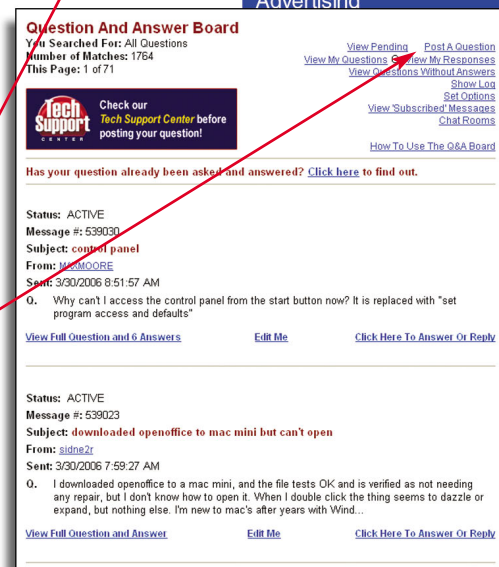 Advertising
Question And Answer Board
You Searched For: All Questions
Number of Matches: 1764
This Page: 1 of 71
View Pending Post A Question
View My Questions View My Responses
View Questions Without Answers
Show Log
Set Options
View 'Subscribed' Messages
Chat Rooms
How To Use The Q&A Board
Tech Support CENTER
Check our
Tech Support Center before
posting your question!
Has your question already been asked and answered? Click here to find out.
Status: ACTIVE
Message #: 539030
Subject: control panel
From: MAXMOORE
Sent: 3/30/2006 8:51:57 AM
Q. Why can't I access the control panel from the start button now? It is replaced with "set
program access and defaults"
View Full Question and 6 Answers Edit Me Click Here To Answer Or Reply
Status: ACTIVE
Message #: 539023
Subject: downloaded openoffice to mac mini but can't open
From: sidne2r
Sent: 3/30/2006 7:59:27 AM
Q. I downloaded openoffice to a mac mini, and the file tests OK and is verified as not needing
any repair, but I don't know how to open it. When I double click the thing seems to dazzle or
expand, but nothing else. I'm new to mac's after years with Wind...
View Full Question and Answer Edit Me Click Here To Answer Or Reply